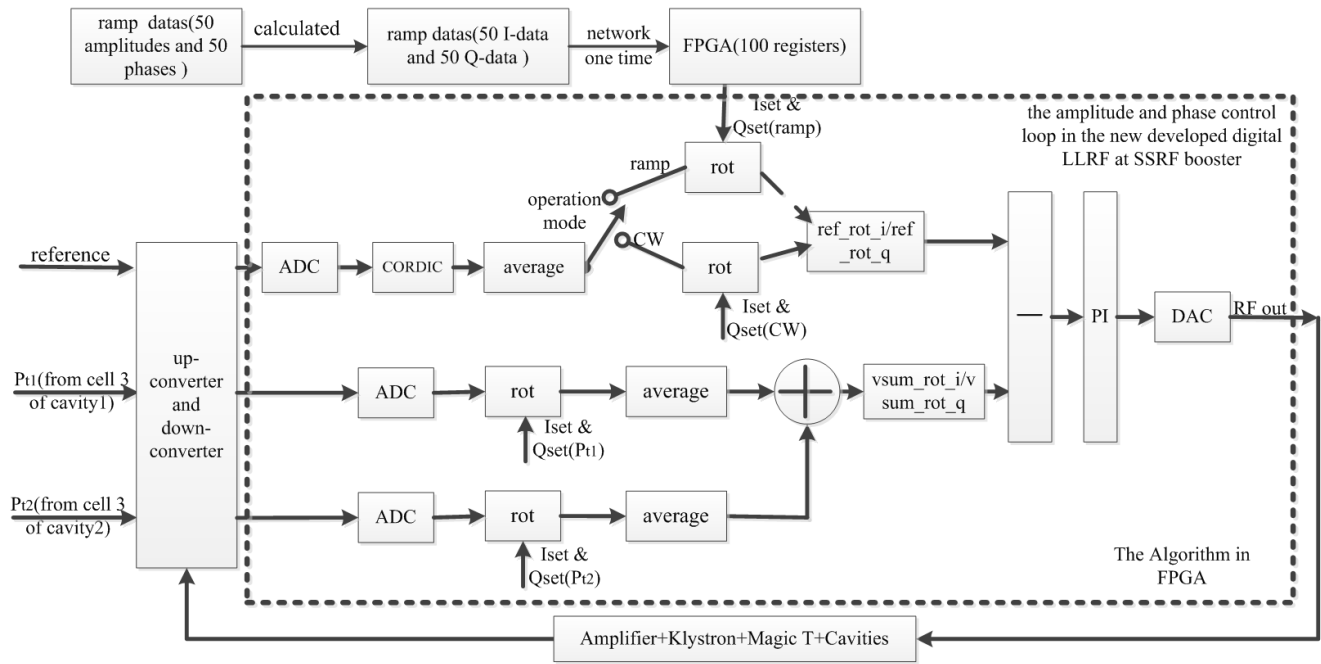 ramp datas(50
amplitudes and 50
phases )
calculated
ramp datas(50 I-data
and 50 Q-data )
network
one time
FPGA(100 registers)
Iset &
Qset(ramp)
the amplitude and phase control
loop in the new developed digital
LLRF at SSRF booster
ramp
rot
operation
mode
CW
ref_rot_i/ref
_rot_q
reference
ADC
CORDIC
average
rot
Iset &
Qset(CW)
—
PI
DAC
RF out
up-
converter
and
down-
converter
Pt1(from cell 3
of cavity1)
ADC
rot
average
vsum_rot_i/v
sum_rot_q
Iset &
Qset(Pt1)
Pt2(from cell 3
of cavity2)
ADC
rot
average
Iset &
Qset(Pt2)
The Algorithm in
FPGA
Amplifier+Klystron+Magic T+Cavities